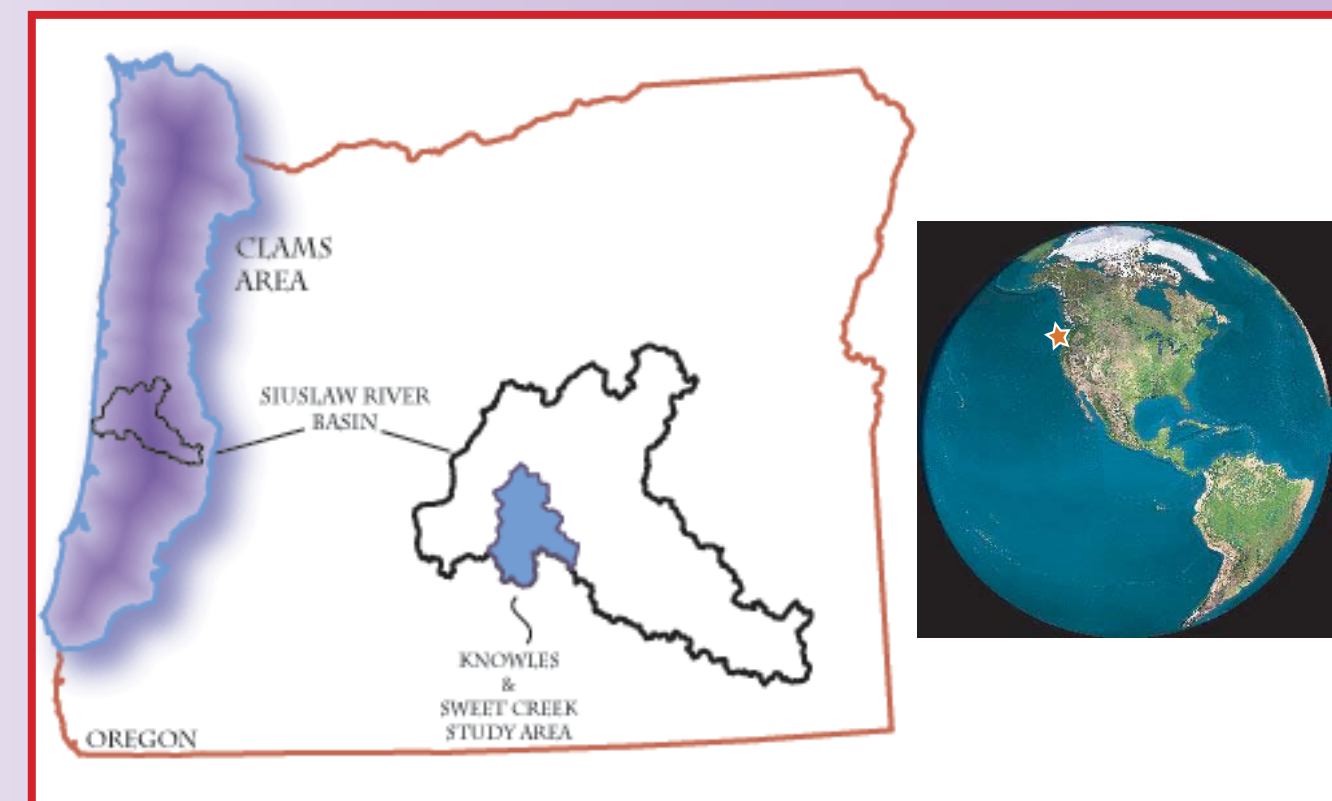 CLAMS
AREA
SIUSLAW RIVER
BASIN
KNOWLES
&
SWEET CREEK
STUDY AREA
OREGON